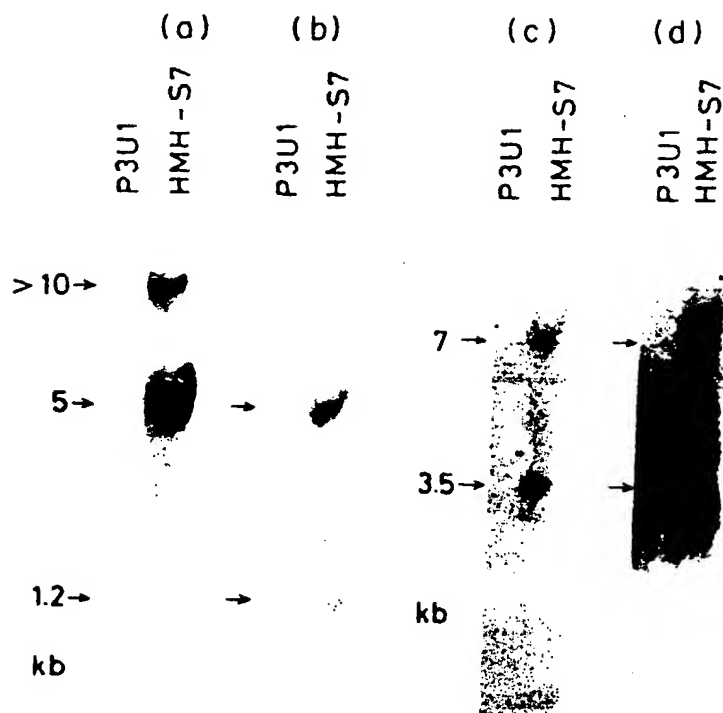 (a) (b) (c) (d)
P3U1
HMH-S7
P3U1
HMH-S7
P3U1
HMH-S7
P3U1
HMH-S7
> 10→
5→ →
1.2→ →
kb
7 → →
3.5→ →
kb